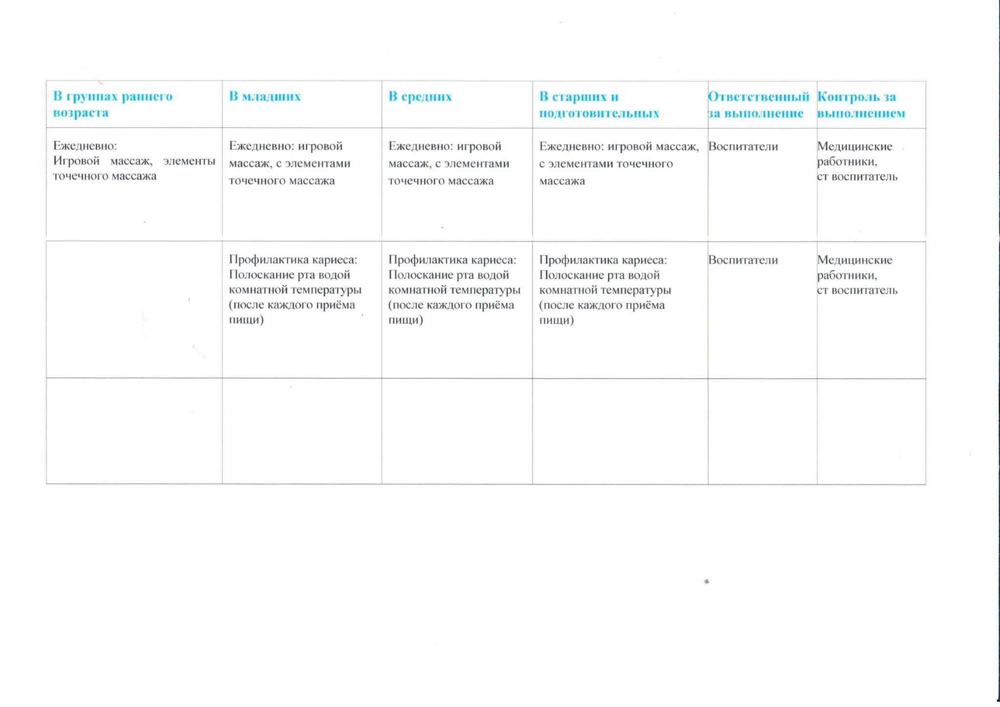 В группах раннего
возраста
В младших
В средних
В старших и
подготовительных
Ответственный
за выполнение
Контроль за
выполнением
Ежедневно:
Игровой массаж, элементы
точечного массажа
Ежедневно: игровой
массаж, с элементами
точечного массажа
Ежедневно: игровой
массаж, с элементами
точечного массажа
Ежедневно: игровой массаж,
с элементами точечного
массажа
Воспитатели
Медицинские
работники,
ст воспитатель
Профилактика кариеса:
Полоскание рта водой
комнатной температуры
(после каждого приёма
пищи)
Профилактика кариеса:
Полоскание рта водой
комнатной температуры
(после каждого приёма
пищи)
Профилактика кариеса:
Полоскание рта водой
комнатной температуры
(после каждого приёма
пищи)
Воспитатели
Медицинские
работники,
ст воспитатель